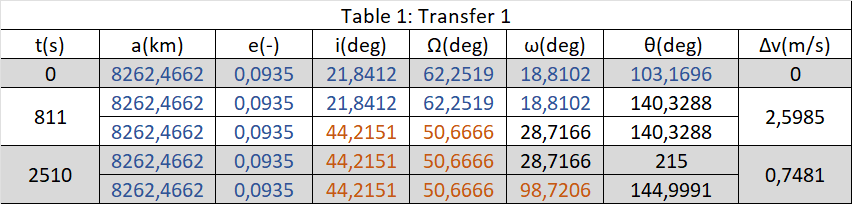 Table 1: Transfer 1
t(s) a(km) e(-) i(deg) Ω(deg) ω(deg) θ(deg) Δv(m/s)
0 8262,4662 0,0935 21,8412 62,2519 18,8102 103,1696 0
811 8262,4662 0,0935 21,8412 62,2519 18,8102 140,3288 2,5985
8262,4662 0,0935 44,2151 50,6666 28,7166 140,3288
2510 8262,4662 0,0935 44,2151 50,6666 28,7166 215 0,7481
8262,4662 0,0935 44,2151 50,6666 98,7206 144,9991